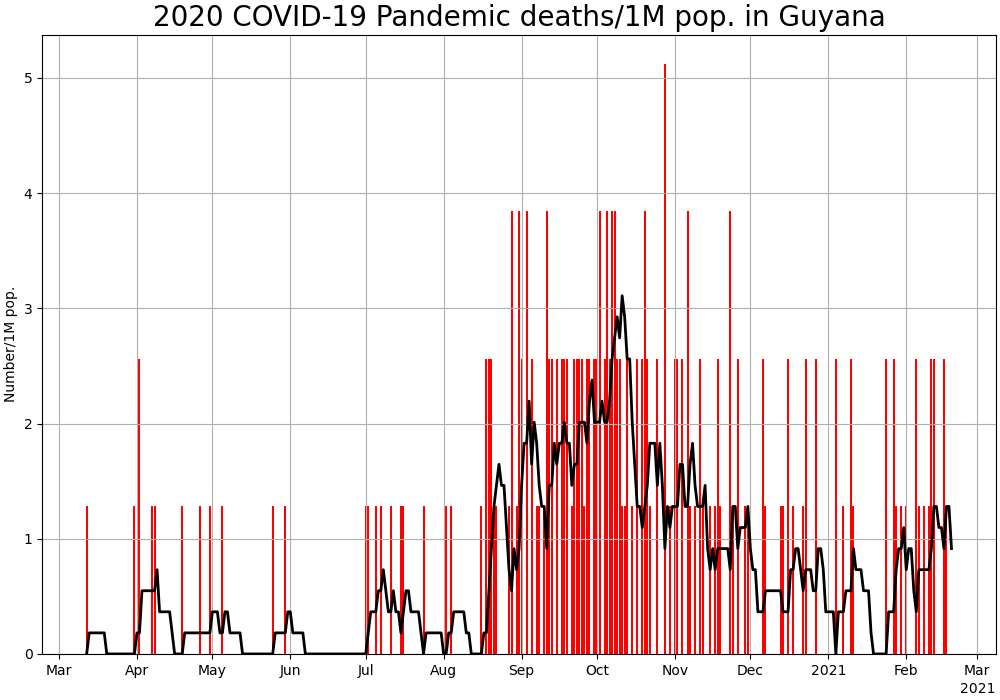 2020 COVID-19 Pandemic deaths/1M pop. in Guyana
Number/1M pop.
5
4
3
2
1
0
Mar Apr May Jun Jul Aug Sep Oct Nov Dec 2021 Feb Mar
2021